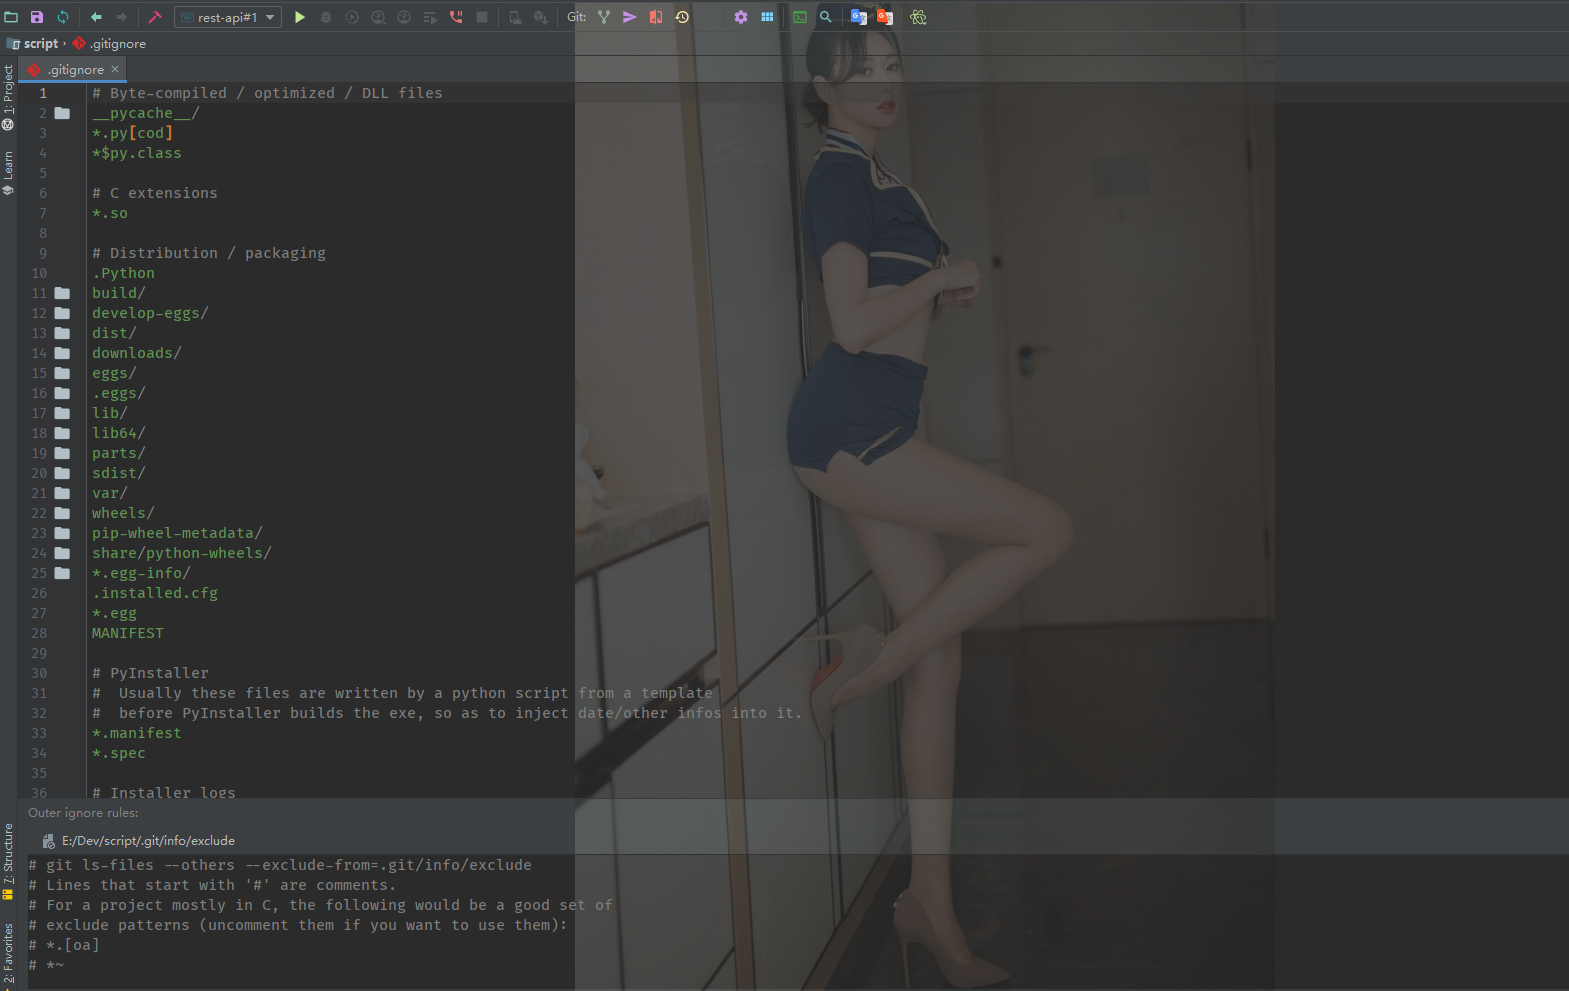 rest-api#1
Git:
script
.gitignore
.gitignore
1: Project
Learn
7: Structure
2: Favorites
1 # Byte-compiled / optimized / DLL files
2 __pycache__/
3 *.py[cod]
4 *$py.class
5
6 # C extensions
7 *.so
8
9 # Distribution / packaging
10 .Python
11 build/
12 develop-eggs/
13 dist/
14 downloads/
15 eggs/
16 .eggs/
17 lib/
18 lib64/
19 parts/
20 sdist/
21 var/
22 wheels/
23 pip-wheel-metadata/
24 share/python-wheels/
25 *.egg-info/
26 .installed.cfg
27 *.egg
28 MANIFEST
29
30 # PyInstaller
31 #  Usually these files are written by a python script from a template
32 #  before PyInstaller builds the exe, so as to inject date/other infos into it.
33 *.manifest
34 *.spec
35
36 # Installer logs
Outer ignore rules:
E:/Dev/script/.git/info/exclude
# git ls-files --others --exclude-from=.git/info/exclude
# Lines that start with '#' are comments.
# For a project mostly in C, the following would be a good set of
# exclude patterns (uncomment them if you want to use them):
# *.[oa]
# *~